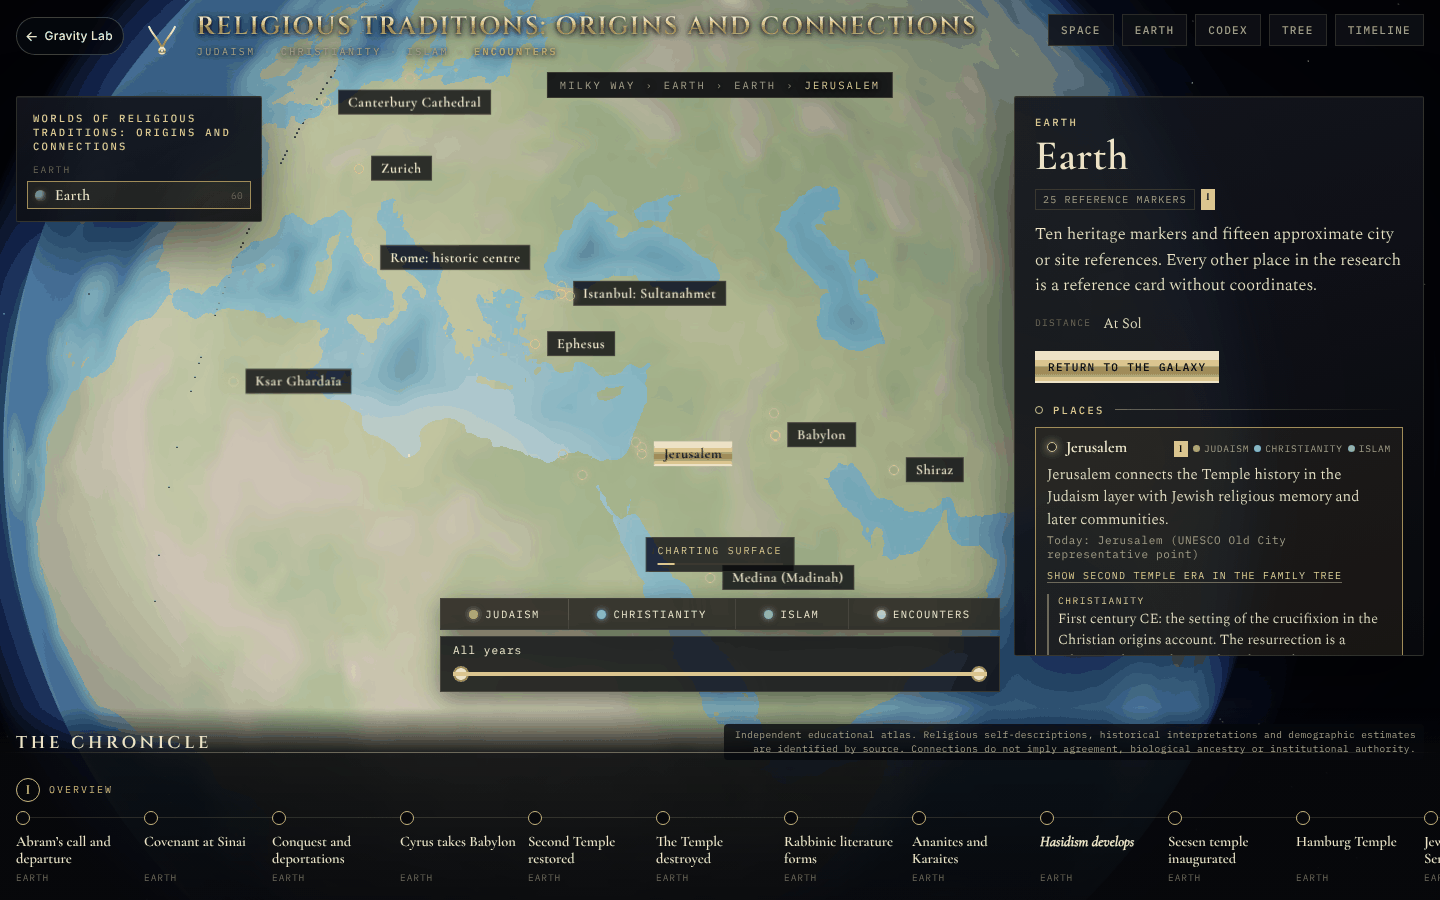 ← Gravity Lab
RELIGIOUS TRADITIONS: ORIGINS AND CONNECTIONS
JUDAISM · CHRISTIANITY · ISLAM · ENCOUNTERS
SPACE
EARTH
CODEX
TREE
TIMELINE
MILKY WAY › EARTH › EARTH › JERUSALEM
WORLDS OF RELIGIOUS
TRADITIONS: ORIGINS AND
CONNECTIONS
EARTH
Earth 60
Canterbury Cathedral
Zurich
Rome: historic centre
Istanbul: Sultanahmet
Ephesus
Ksar Ghardaïa
Babylon
Jerusalem
Shiraz
CHARTING SURFACE
Medina (Madinah)
JUDAISM
CHRISTIANITY
ISLAM
ENCOUNTERS
All years
EARTH
Earth
25 REFERENCE MARKERS I
Ten heritage markers and fifteen approximate city
or site references. Every other place in the research
is a reference card without coordinates.
DISTANCE At Sol
RETURN TO THE GALAXY
PLACES
Jerusalem I JUDAISM CHRISTIANITY ISLAM
Jerusalem connects the Temple history in the
Judaism layer with Jewish religious memory and
later communities.
Today: Jerusalem (UNESCO Old City
representative point)
SHOW SECOND TEMPLE ERA IN THE FAMILY TREE
CHRISTIANITY
First century CE: the setting of the crucifixion in the
Christian origins account. The resurrection is a
THE CHRONICLE
Independent educational atlas. Religious self-descriptions, historical interpretations and demographic estimates
are identified by source. Connections do not imply agreement, biological ancestry or institutional authority.
I OVERVIEW
Abram's call and
departure
EARTH
Covenant at Sinai
EARTH
Conquest and
deportations
EARTH
Cyrus takes Babylon
EARTH
Second Temple
restored
EARTH
The Temple
destroyed
EARTH
Rabbinic literature
forms
EARTH
Ananites and
Karaites
EARTH
Hasidism develops
EARTH
Seesen temple
inaugurated
EARTH
Hamburg Temple
EARTH
EARTH